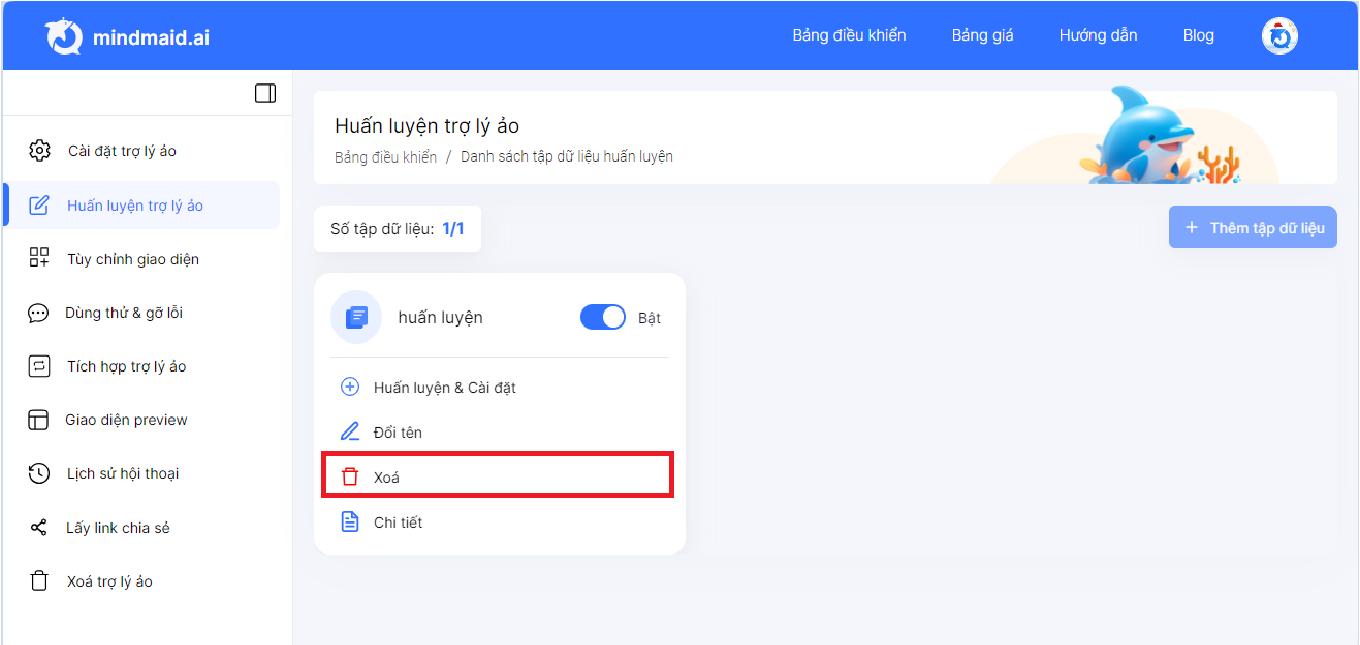 mindmaid.ai
Bảng điều khiển Bảng giá Hướng dẫn Blog
Cài đặt trợ lý ảo
Huấn luyện trợ lý ảo
Tùy chỉnh giao diện
Dùng thử & gỡ lỗi
Tích hợp trợ lý ảo
Giao diện preview
Lịch sử hội thoại
Lấy link chia sẻ
Xoá trợ lý ảo
Huấn luyện trợ lý ảo
Bảng điều khiển / Danh sách tập dữ liệu huấn luyện
Số tập dữ liệu: 1/1
+ Thêm tập dữ liệu
huấn luyện
Bật
Huấn luyện & Cài đặt
Đổi tên
Xoá
Chi tiết